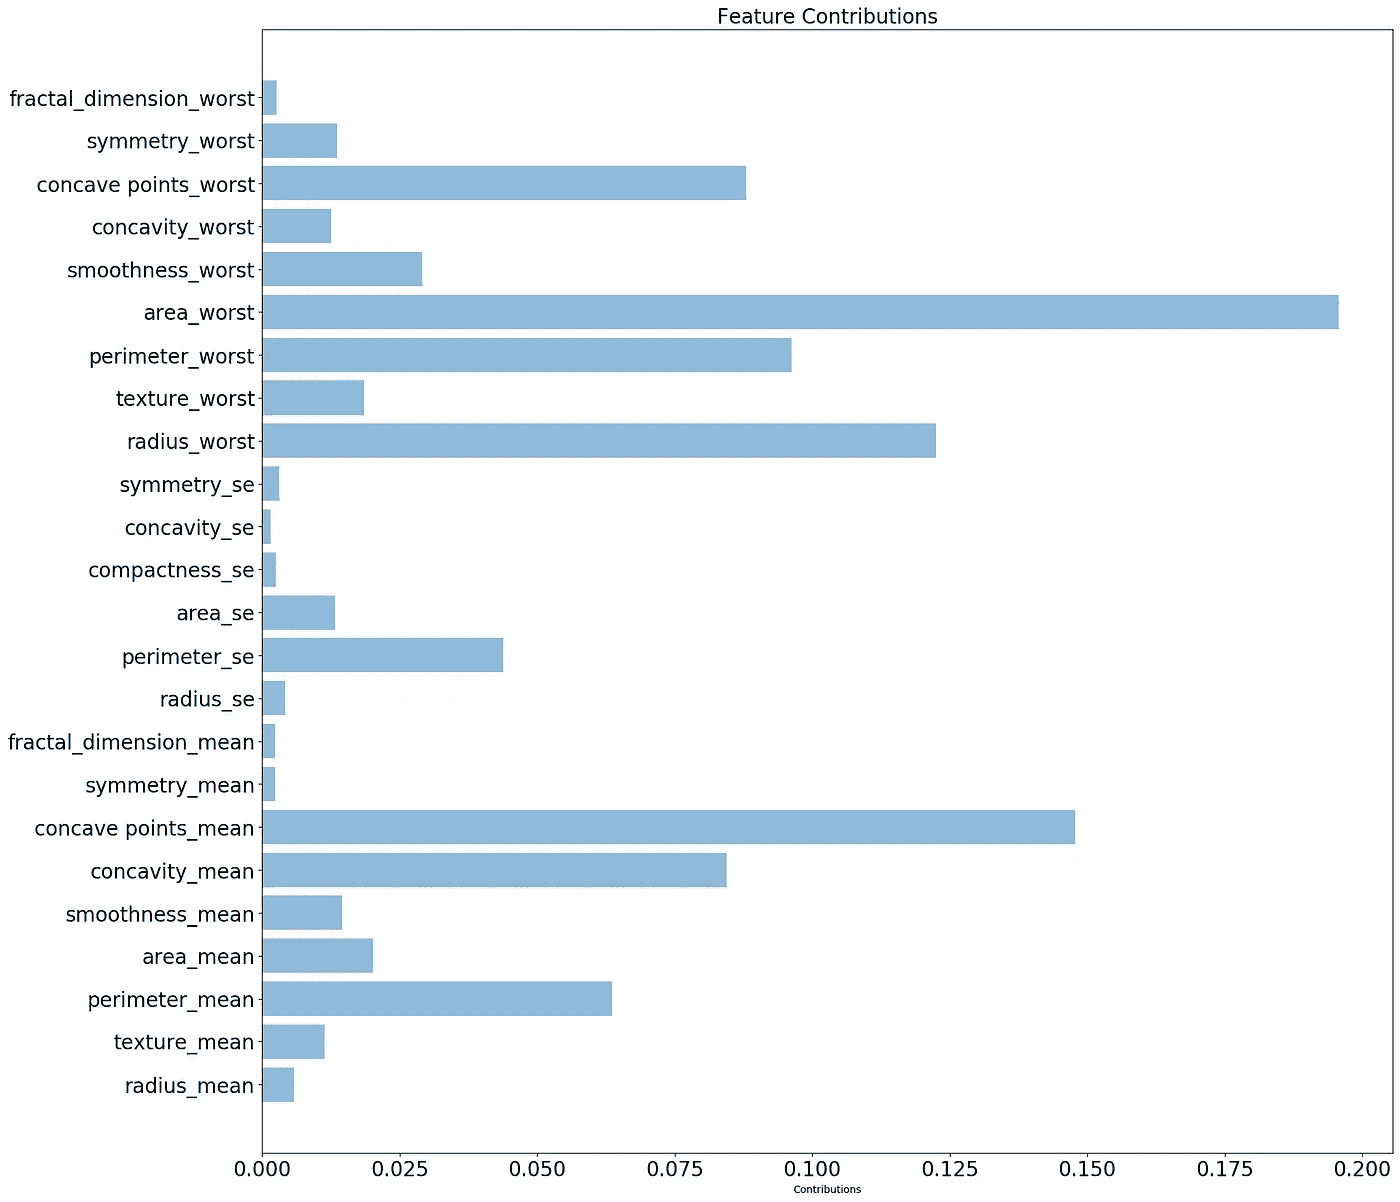 Feature Contributions
fractal_dimension_worst
symmetry_worst
concave points_worst
concavity_worst
smoothness_worst
area_worst
perimeter_worst
texture_worst
radius_worst
symmetry_se
concavity_se
compactness_se
area_se
perimeter_se
radius_se
fractal_dimension_mean
symmetry_mean
concave points_mean
concavity_mean
smoothness_mean
area_mean
perimeter_mean
texture_mean
radius_mean
0.000 0.025 0.050 0.075 0.100 0.125 0.150 0.175 0.200
Contributions